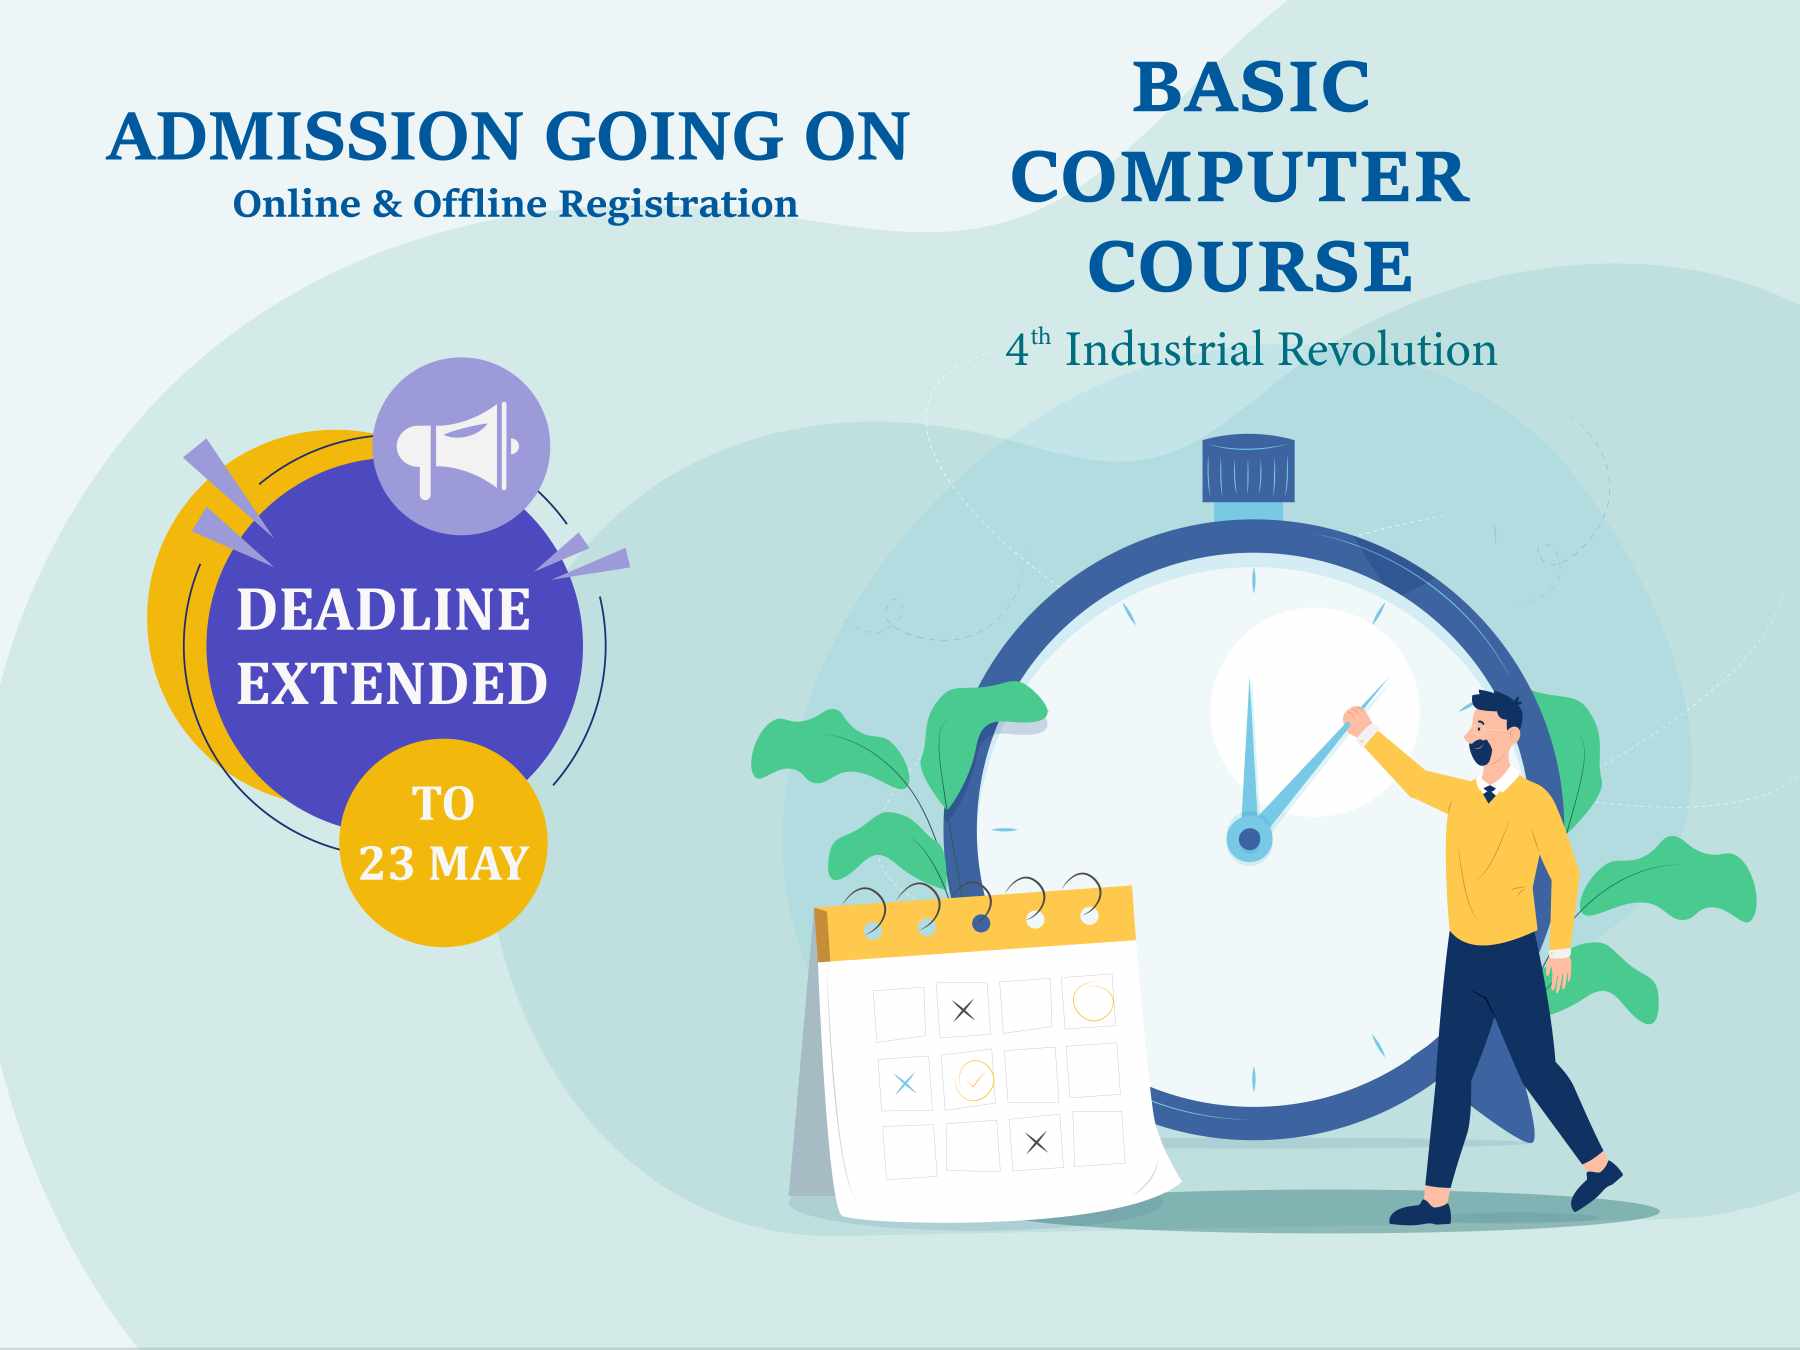 ADMISSION GOING ON
Online & Offline Registration
BASIC
COMPUTER
COURSE
4th Industrial Revolution
DEADLINE
EXTENDED
TO
23 MAY